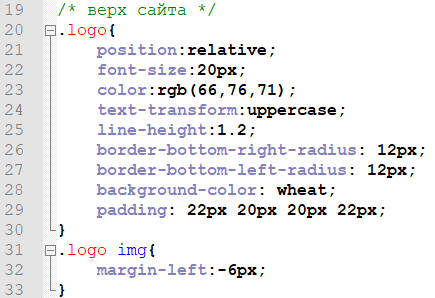 19 /* верх сайта */
20 .logo{
21 position:relative;
22 font-size:20px;
23 color:rgb(66,76,71);
24 text-transform:uppercase;
25 line-height:1.2;
26 border-bottom-right-radius: 12px;
27 border-bottom-left-radius: 12px;
28 background-color: wheat;
29 padding: 22px 20px 20px 22px;
30 }
31 .logo img{
32 margin-left:-6px;
33 }